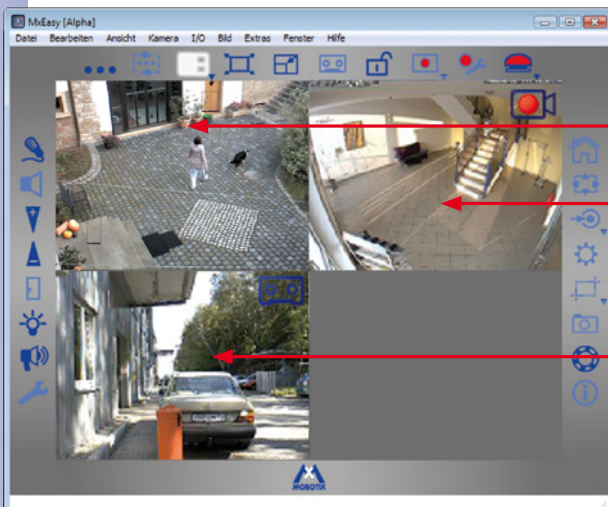 MxEasy [Alpha]
Datei Bearbeiten Ansicht Kamera I/O Bild Extras Fenster Hilfe
MOBOTIX